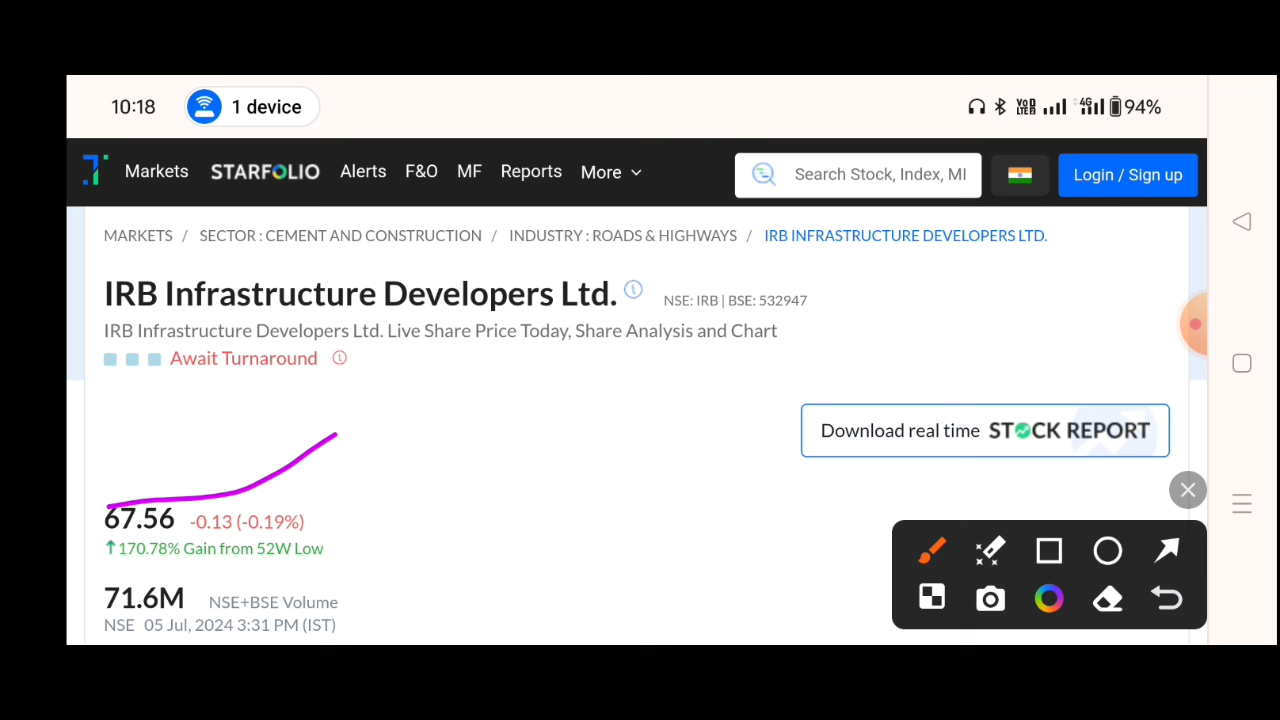 10:18 1 device VoD LTE 4G 94%
Markets STARFOLIO Alerts F&O MF Reports More Search Stock, Index, MI Login / Sign up
MARKETS / SECTOR : CEMENT AND CONSTRUCTION / INDUSTRY : ROADS & HIGHWAYS / IRB INFRASTRUCTURE DEVELOPERS LTD.
IRB Infrastructure Developers Ltd. NSE: IRB | BSE: 532947
IRB Infrastructure Developers Ltd. Live Share Price Today, Share Analysis and Chart
Await Turnaround
Download real time STOCK REPORT
67.56 -0.13 (-0.19%)
170.78% Gain from 52W Low
71.6M NSE+BSE Volume
NSE 05 Jul, 2024 3:31 PM (IST)